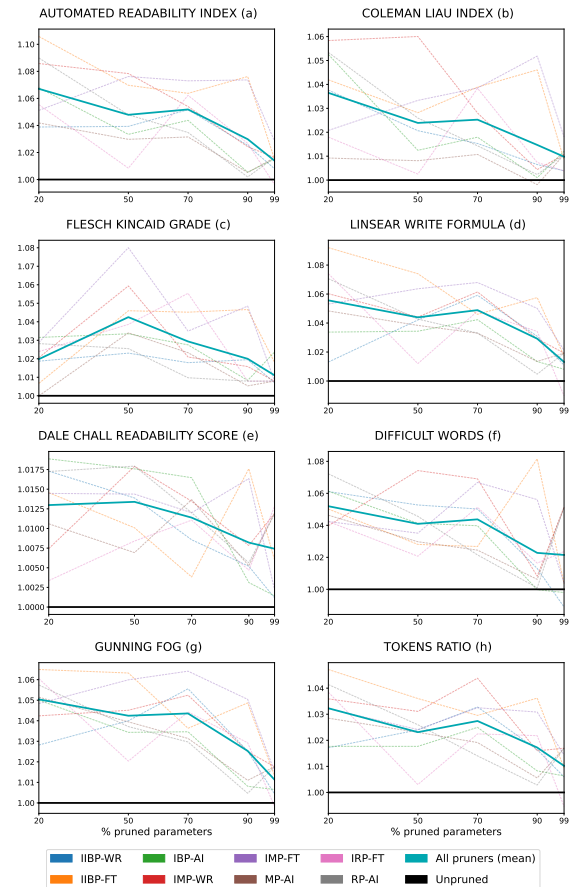 AUTOMATED READABILITY INDEX (a)
1.10
1.08
1.06
1.04
1.02
1.00
20 50 70 90 99
COLEMAN LIAU INDEX (b)
1.06
1.05
1.04
1.03
1.02
1.01
1.00
20 50 70 90 99
FLESCH KINCAID GRADE (c)
1.08
1.07
1.06
1.05
1.04
1.03
1.02
1.01
1.00
20 50 70 90 99
LINSEAR WRITE FORMULA (d)
1.08
1.06
1.04
1.02
1.00
20 50 70 90 99
DALE CHALL READABILITY SCORE (e)
1.0175
1.0150
1.0125
1.0100
1.0075
1.0050
1.0025
1.0000
20 50 70 90 99
DIFFICULT WORDS (f)
1.08
1.06
1.04
1.02
1.00
20 50 70 90 99
GUNNING FOG (g)
1.06
1.05
1.04
1.03
1.02
1.01
1.00
20 50 70 90 99
% pruned parameters
TOKENS RATIO (h)
1.04
1.03
1.02
1.01
1.00
20 50 70 90 99
% pruned parameters
IIBP-WR IBP-AI IMP-FT IRP-FT All pruners (mean)
IIBP-FT IMP-WR MP-AI RP-AI Unpruned